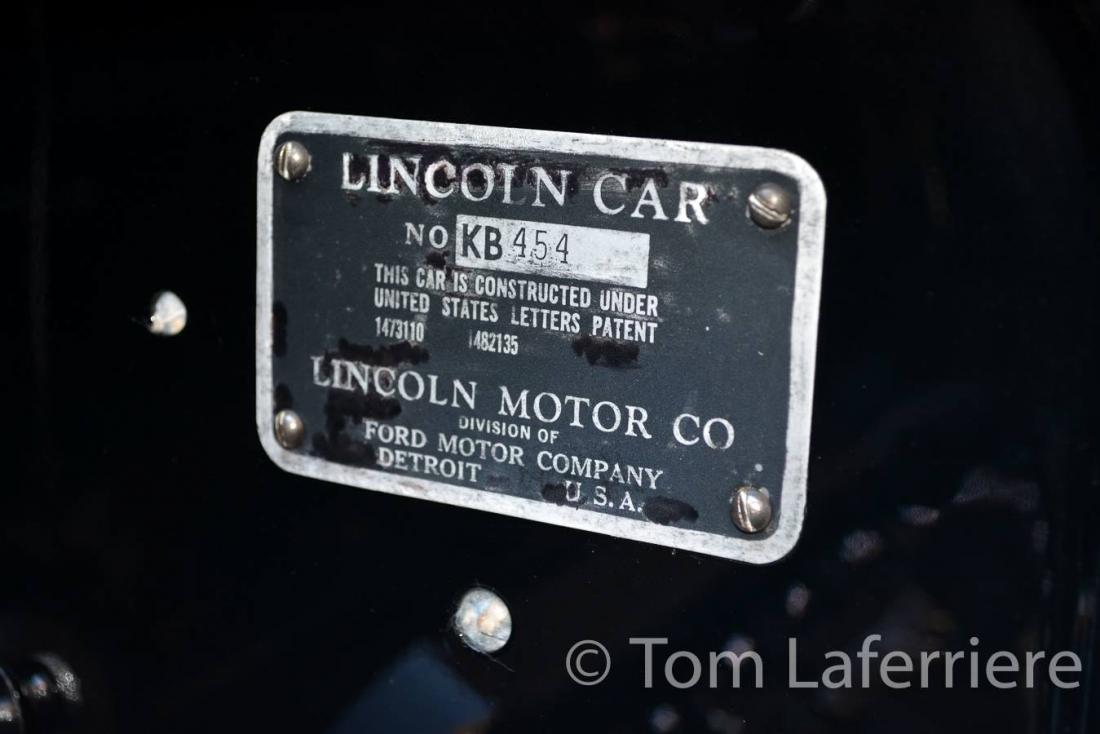 LINCOLN CAR
NO KB 454
THIS CAR IS CONSTRUCTED UNDER
UNITED STATES LETTERS PATENT
1473110 1482135
LINCOLN MOTOR CO
DIVISION OF
FORD MOTOR COMPANY
DETROIT U.S.A.
© Tom Laferriere